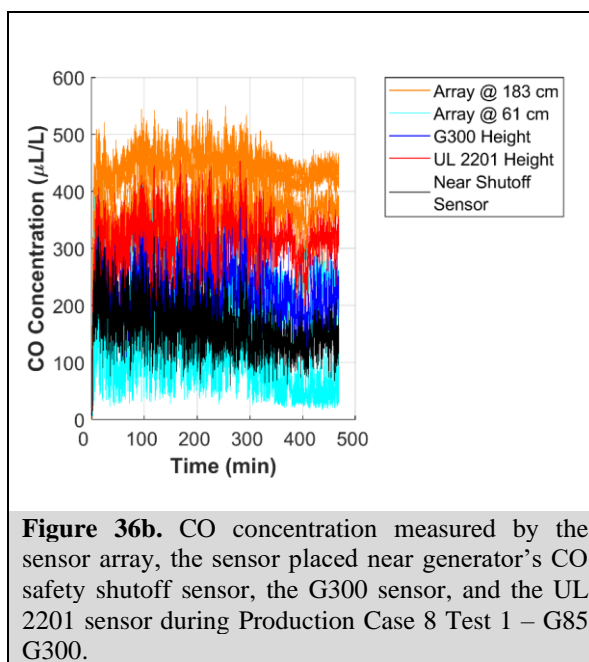 600
500
400
300
200
100
0
CO Concentration (µL/L)
0 100 200 300 400 500
Time (min)
Array @ 183 cm
Array @ 61 cm
G300 Height
UL 2201 Height
Near Shutoff
Sensor
Figure 36b. CO concentration measured by the
sensor array, the sensor placed near generator's CO
safety shutoff sensor, the G300 sensor, and the UL
2201 sensor during Production Case 8 Test 1 – G85
G300.